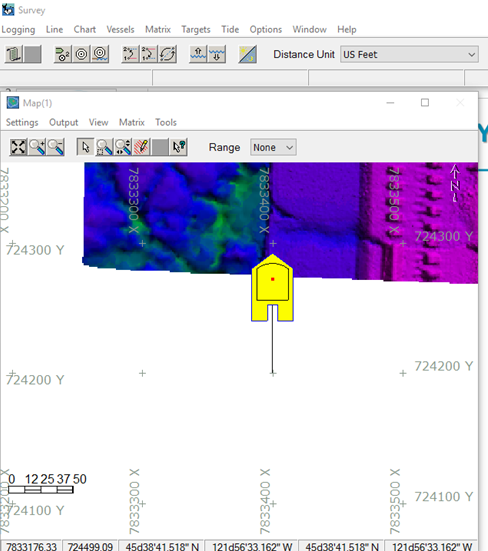 Survey
Logging Line Chart Vessels Matrix Targets Tide Options Window Help
Distance Unit US Feet
Map(1)
Settings Output View Matrix Tools
Range None
7833200 X 7833300 X 7833400 X 7833500 X
N
724300 Y 724300 Y
724200 Y 724200 Y
0 12 25 37 50
7833200 X 7833300 X 7833400 X 7833500 X
724100 Y 724100 Y
7833176.33 724499.09 45d38'41.518" N 121d56'33.162" W 45d38'41.518" N 121d56'33.162" W